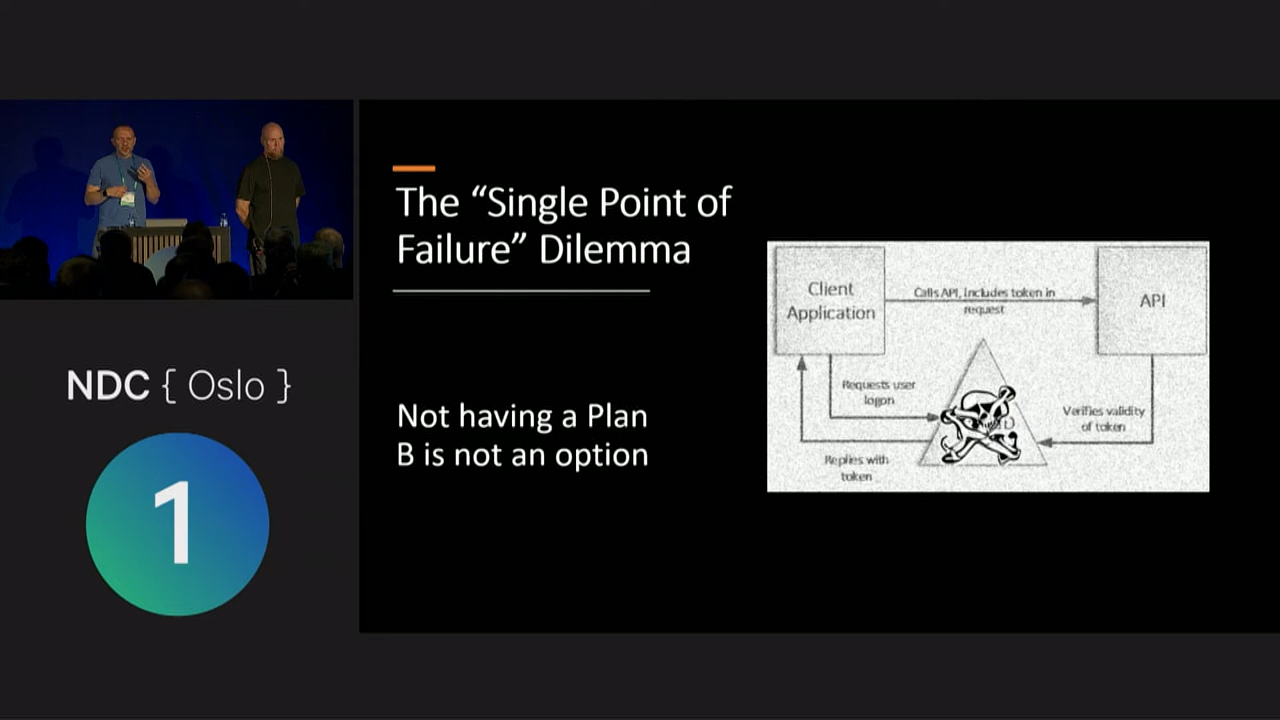 NDC { Oslo }
1
The “Single Point of
Failure” Dilemma
Not having a Plan
B is not an option
Client
Application
Calls API, Includes token in
request
API
Requests user
logon
Verifies validity
of token
Replies with
token